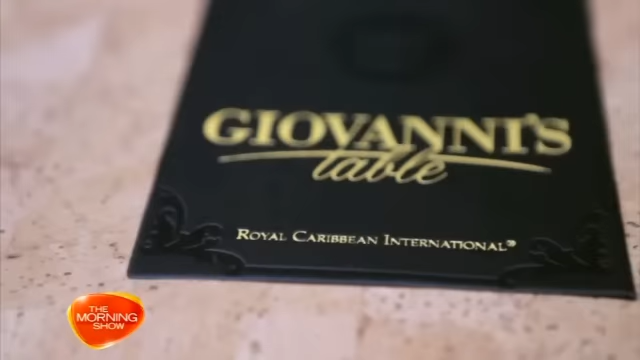 GIOVANNI'S
table
ROYAL CARIBBEAN INTERNATIONAL®
THE
MORNING
SHOW